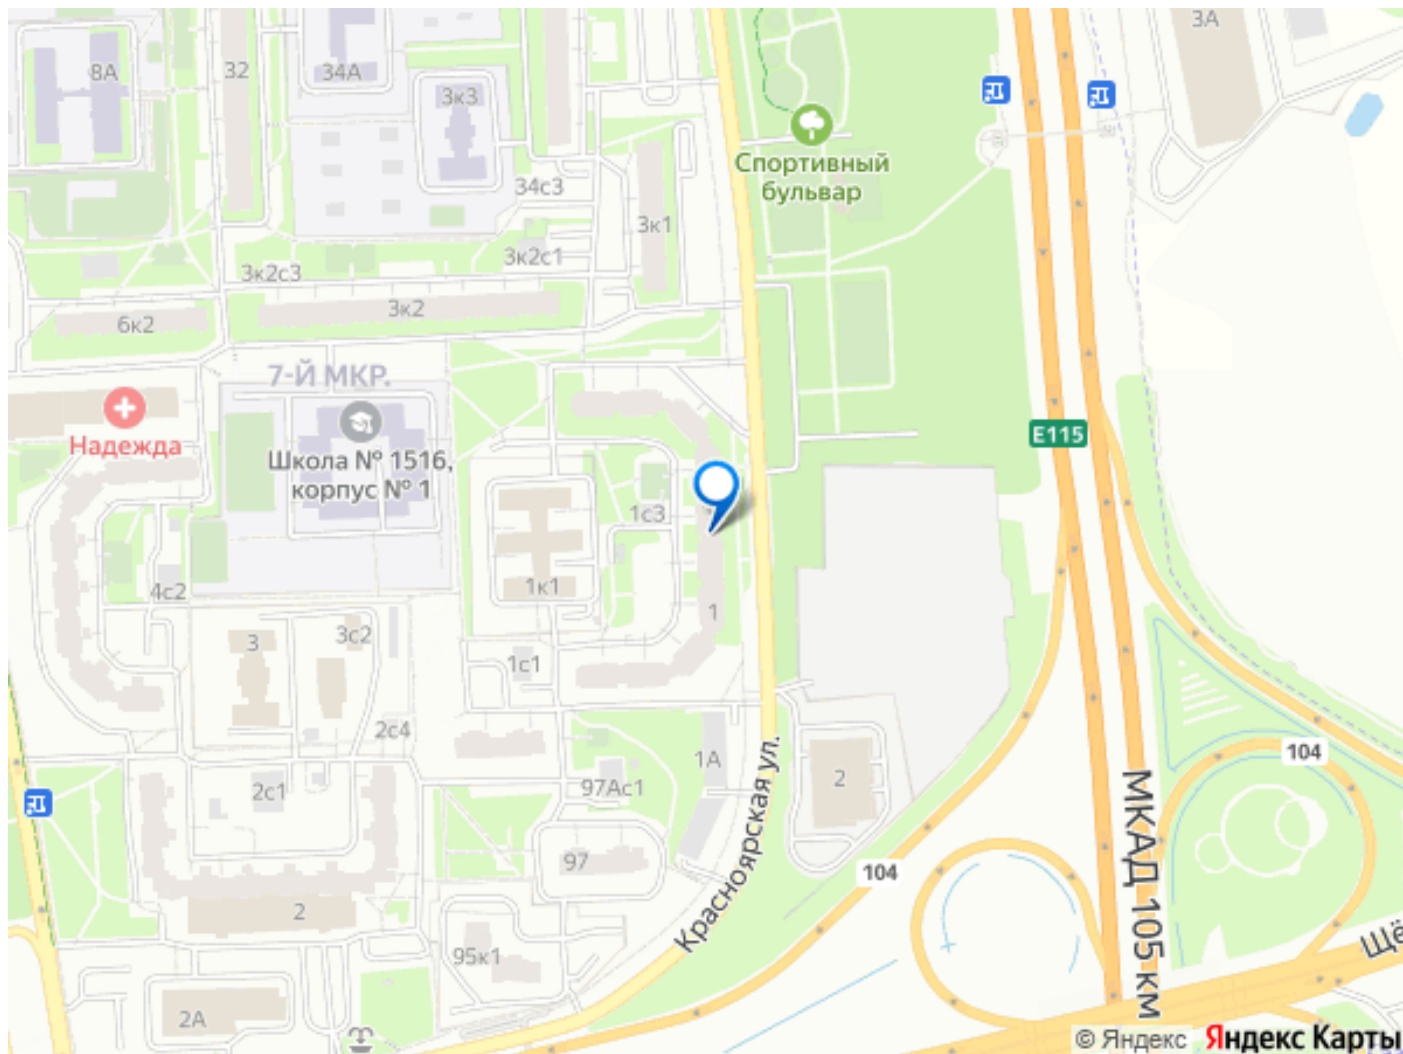 3А
8А
32
34А
3к3
Спортивный
бульвар
34с3
3к1
3к2с1
3к2с3
3к2
6к2
7-Й МКР.
Надежда
Школа № 1516,
корпус № 1
E115
1с3
1к1
4с2
1
3
3с2
1с1
2с4
1А
2
104
2с1
97Ас1
97
104
Красноярская ул.
МКАД 105 км
2
95к1
Щё
2А
© Яндекс Яндекс Карты